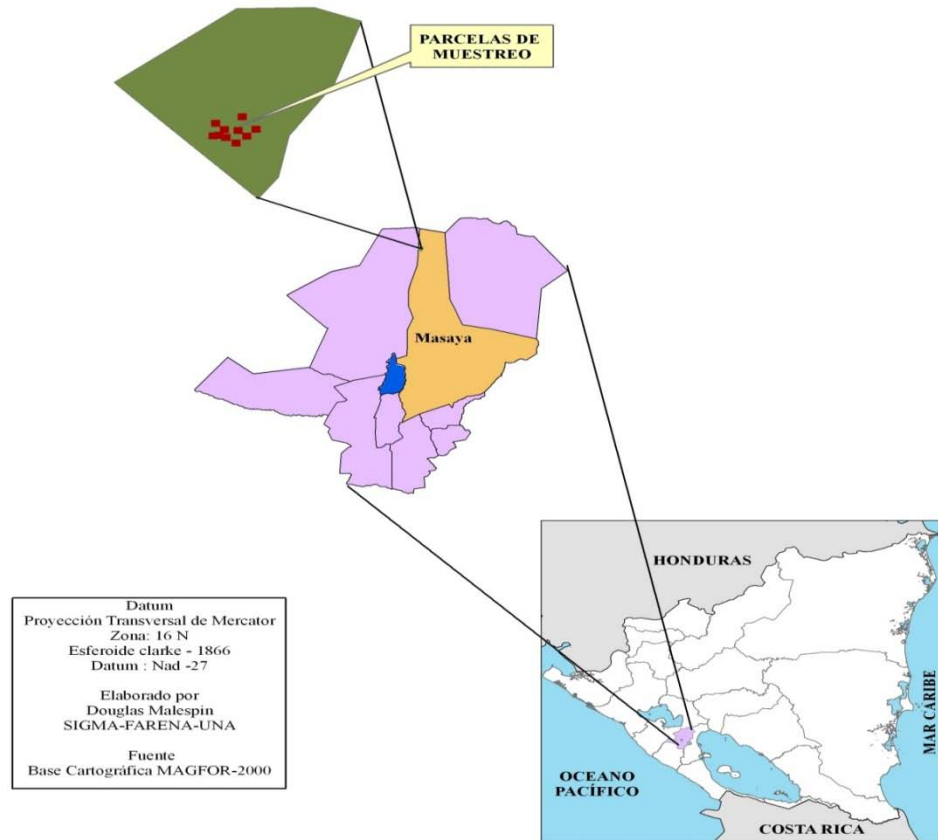 PARCELAS DE
MUESTREO
Masaya
HONDURAS
MAR CARIBE
OCEANO
PACÍFICO
COSTA RICA
Datum
Proyección Transversal de Mercator
Zona: 16 N
Esferoide clarke - 1866
Datum : Nad -27
Elaborado por
Douglas Malespin
SIGMA-FARENA-UNA
Fuente
Base Cartográfica MAGFOR-2000